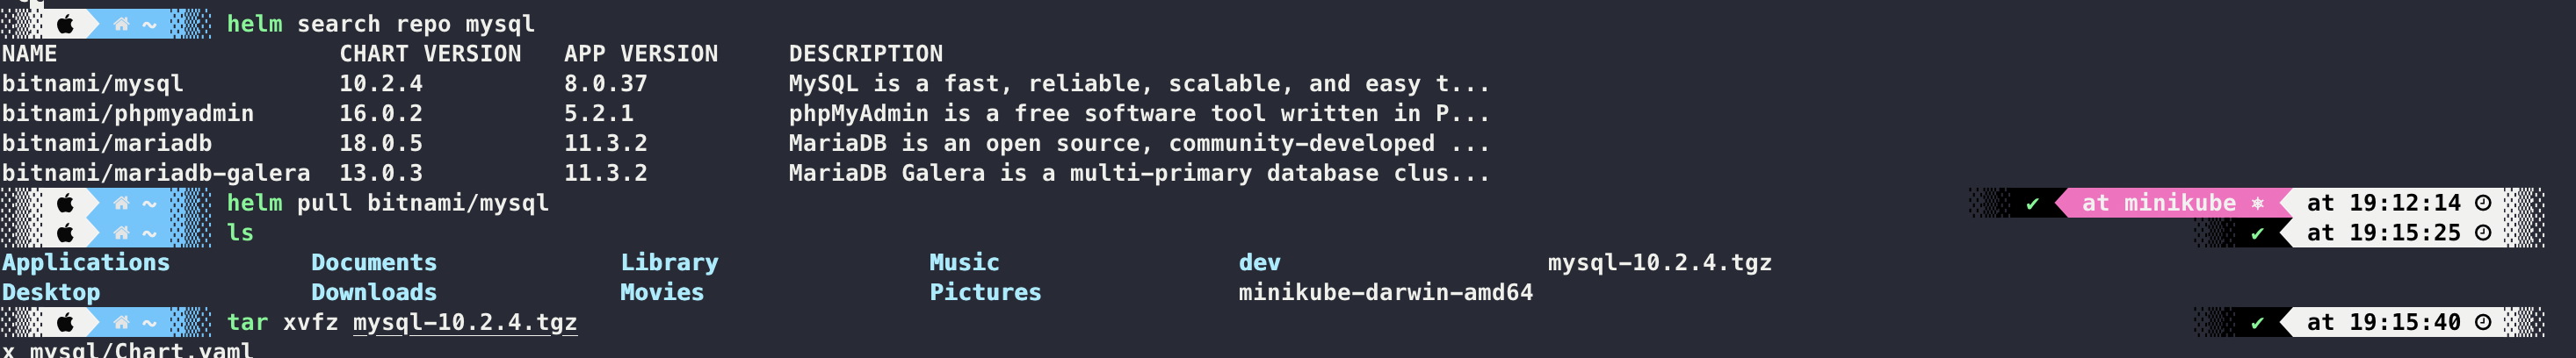 ~ helm search repo mysql
NAME CHART VERSION APP VERSION DESCRIPTION
bitnami/mysql 10.2.4 8.0.37 MySQL is a fast, reliable, scalable, and easy t...
bitnami/phpmyadmin 16.0.2 5.2.1 phpMyAdmin is a free software tool written in P...
bitnami/mariadb 18.0.5 11.3.2 MariaDB is an open source, community-developed ...
bitnami/mariadb-galera 13.0.3 11.3.2 MariaDB Galera is a multi-primary database clus...
~ helm pull bitnami/mysql ✔ at minikube ⎈ at 19:12:14
~ ls ✔ at 19:15:25
Applications Documents Library Music dev mysql-10.2.4.tgz
Desktop Downloads Movies Pictures minikube-darwin-amd64
~ tar xvfz mysql-10.2.4.tgz ✔ at 19:15:40
x mysql/Chart.yaml